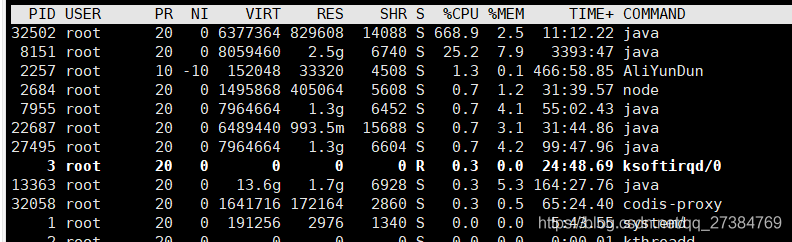 PID USER PR NI VIRT RES SHR S %CPU %MEM TIME+ COMMAND
32502 root 20 0 6377364 829608 14088 S 668.9 2.5 11:12.22 java
8151 root 20 0 8059460 2.5g 6740 S 25.2 7.9 3393:47 java
2257 root 10 -10 152048 33320 4508 S 1.3 0.1 466:58.85 AliYunDun
2684 root 20 0 1495868 405064 5608 S 0.7 1.2 31:39.57 node
7955 root 20 0 7964664 1.3g 6452 S 0.7 4.1 55:02.43 java
22687 root 20 0 6489440 993.5m 15688 S 0.7 3.1 31:44.86 java
27495 root 20 0 7964664 1.3g 6604 S 0.7 4.2 99:47.96 java
3 root 20 0 0 0 0 R 0.3 0.0 24:48.69 ksoftirqd/0
13363 root 20 0 13.6g 1.7g 6928 S 0.3 5.3 164:27.76 java
32058 root 20 0 1641716 172164 2860 S 0.3 0.5 65:24.40 codis-proxy
1 root 20 0 191256 2976 1340 S 0.0 0.0 5:43.55 systemd
2 root 20 0 0 0 0 S 0.0 0.0 0:00.01 kthreadd
https://blog.csdn.net/qq_27384769